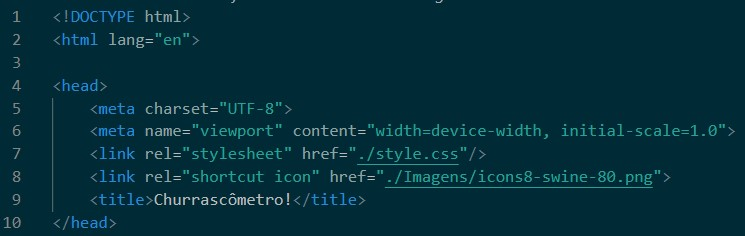 1 <!DOCTYPE html>
2 <html lang="en">
3
4 <head>
5     <meta charset="UTF-8">
6     <meta name="viewport" content="width=device-width, initial-scale=1.0">
7     <link rel="stylesheet" href="./style.css"/>
8     <link rel="shortcut icon" href="./Imagens/icons8-swine-80.png">
9     <title>Churrascômetro!</title>
10 </head>